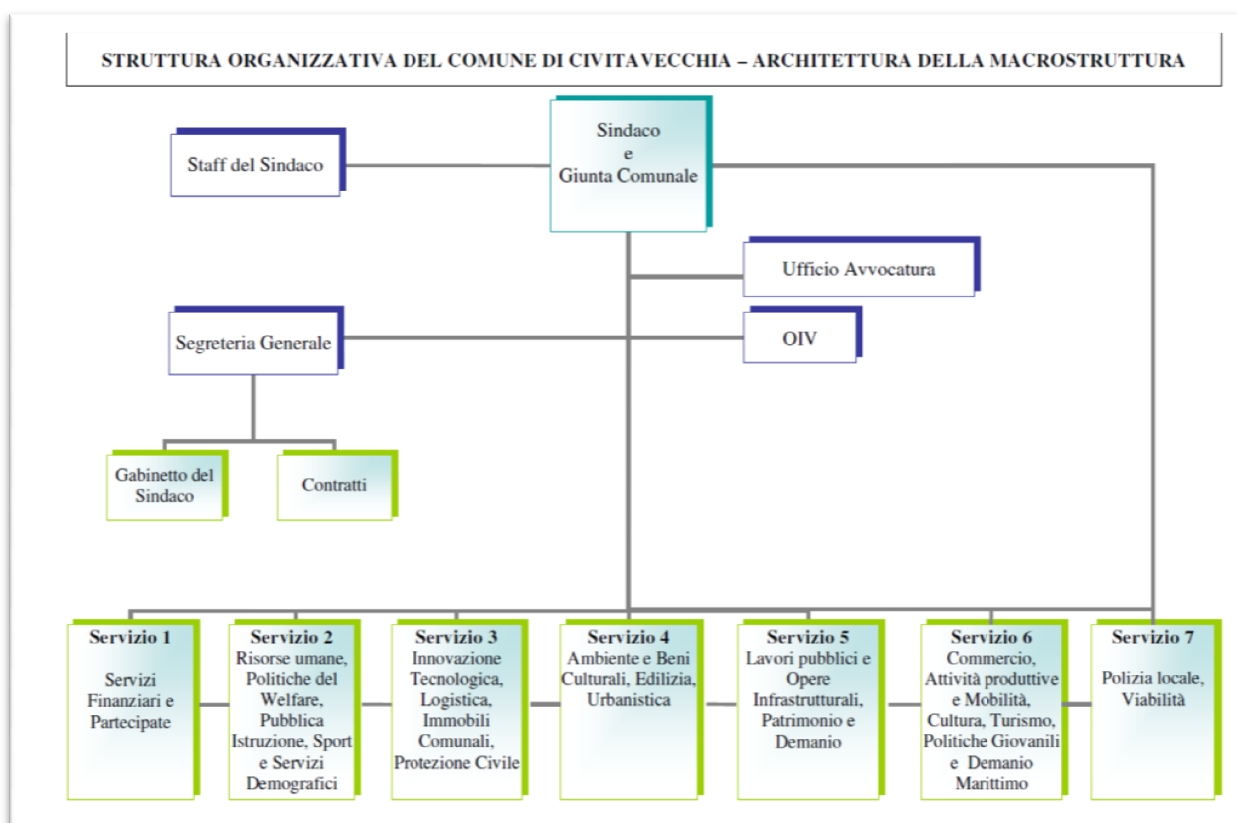 STRUTTURA ORGANIZZATIVA DEL COMUNE DI CIVITAVECCHIA – ARCHITETTURA DELLA MACROSTRUTTURA
Sindaco
e
Giunta Comunale
Staff del Sindaco
Ufficio Avvocatura
Segreteria Generale
OIV
Gabinetto del
Sindaco
Contratti
Servizio 1
Servizi
Finanziari e
Partecipate
Servizio 2
Risorse umane,
Politiche del
Welfare,
Pubblica
Istruzione, Sport
e Servizi
Demografici
Servizio 3
Innovazione
Tecnologica,
Logistica,
Immobili
Comunali,
Protezione Civile
Servizio 4
Ambiente e Beni
Culturali, Edilizia,
Urbanistica
Servizio 5
Lavori pubblici e
Opere
Infrastrutturali,
Patrimonio e
Demanio
Servizio 6
Commercio,
Attività produttive
e Mobilità,
Cultura, Turismo,
Politiche Giovanili
e Demanio
Marittimo
Servizio 7
Polizia locale,
Viabilità